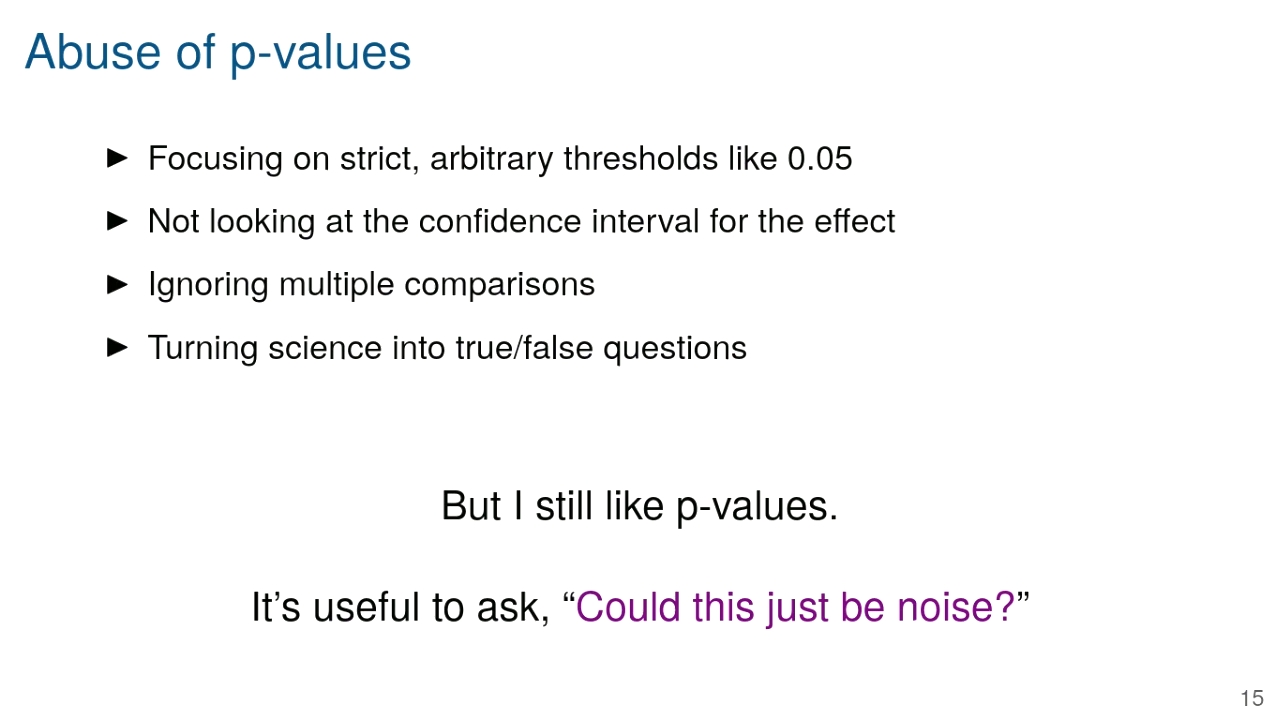 Abuse of p-values
▶ Focusing on strict, arbitrary thresholds like 0.05
▶ Not looking at the confidence interval for the effect
▶ Ignoring multiple comparisons
▶ Turning science into true/false questions
But I still like p-values.
It’s useful to ask, “Could this just be noise?”
15